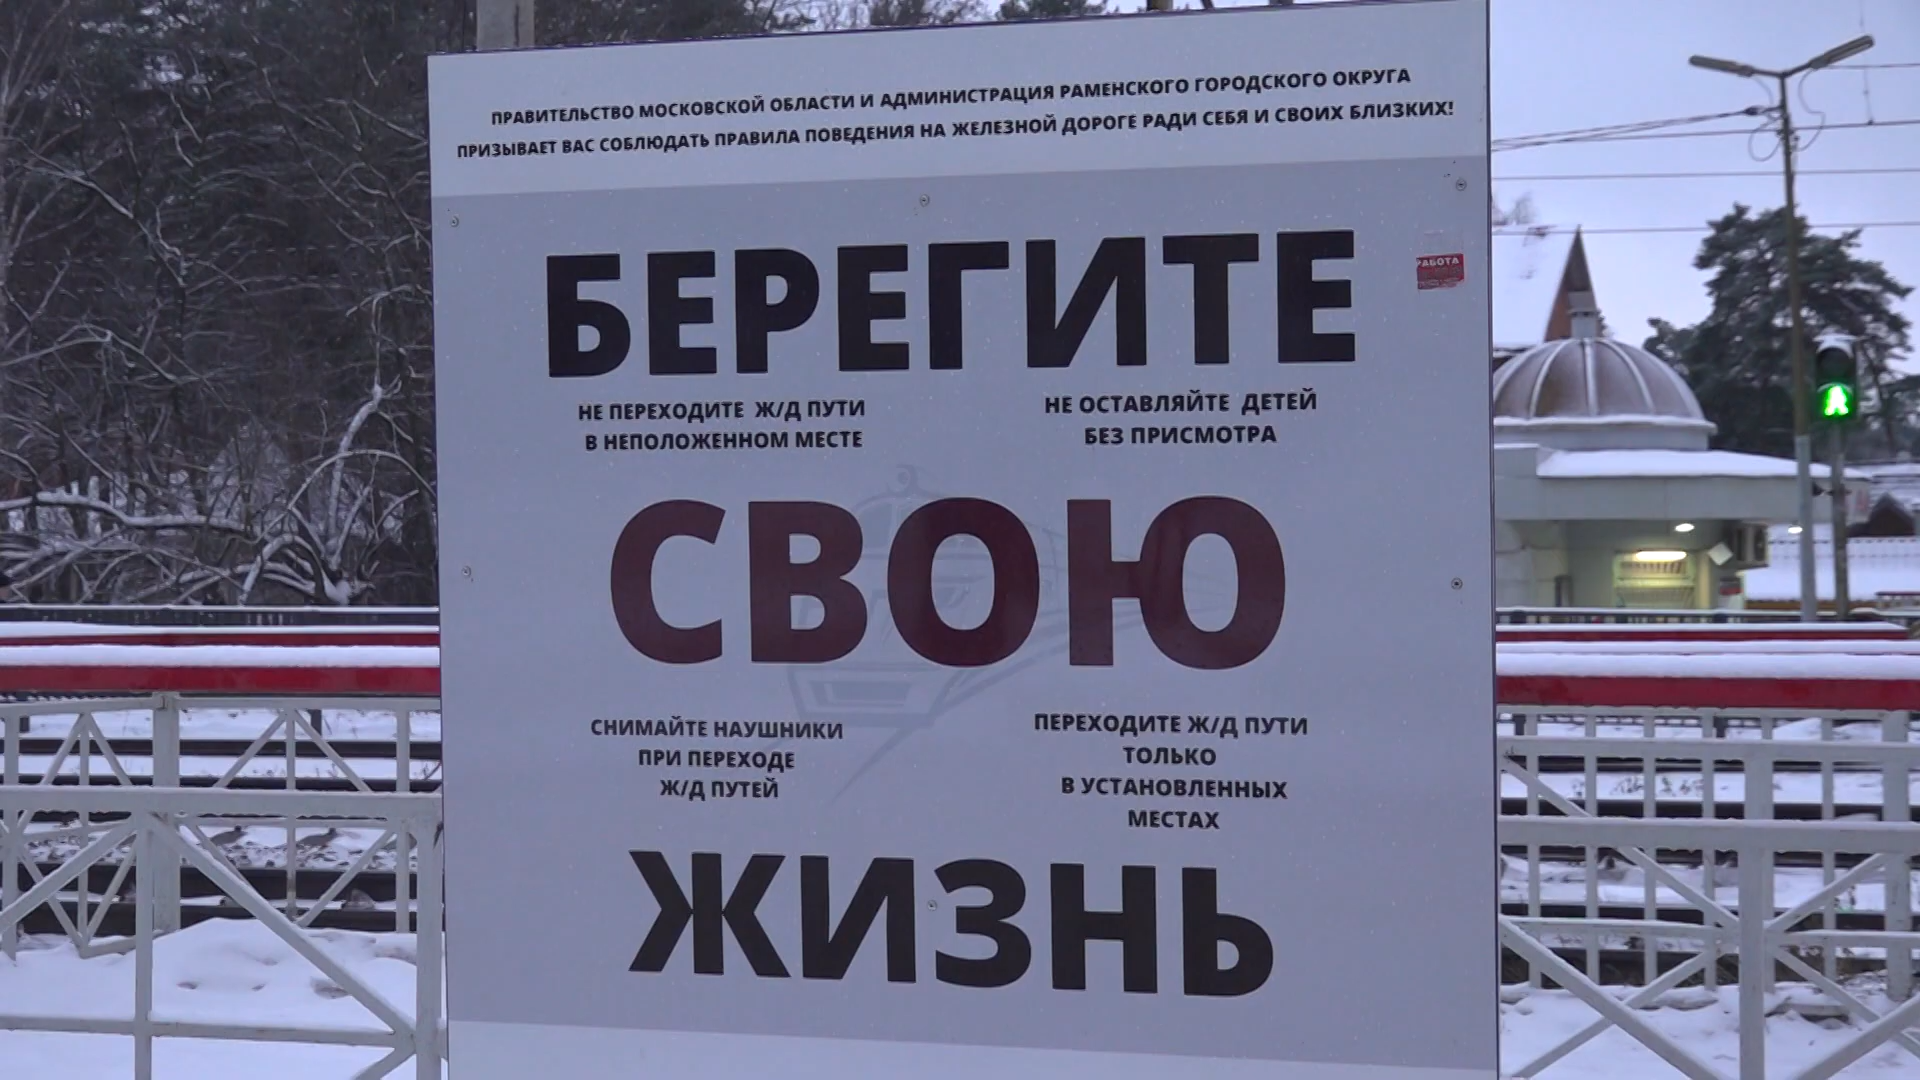 ПРАВИТЕЛЬСТВО МОСКОВСКОЙ ОБЛАСТИ И АДМИНИСТРАЦИЯ РАМЕНСКОГО ГОРОДСКОГО ОКРУГА
ПРИЗЫВАЕТ ВАС СОБЛЮДАТЬ ПРАВИЛА ПОВЕДЕНИЯ НА ЖЕЛЕЗНОЙ ДОРОГЕ РАДИ СЕБЯ И СВОИХ БЛИЗКИХ!
БЕРЕГИТЕ
РАБОТА
НЕ ПЕРЕХОДИТЕ Ж/Д ПУТИ
В НЕПОЛОЖЕННОМ МЕСТЕ
НЕ ОСТАВЛЯЙТЕ ДЕТЕЙ
БЕЗ ПРИСМОТРА
СВОЮ
СНИМАЙТЕ НАУШНИКИ
ПРИ ПЕРЕХОДЕ
Ж/Д ПУТЕЙ
ПЕРЕХОДИТЕ Ж/Д ПУТИ
ТОЛЬКО
В УСТАНОВЛЕННЫХ
МЕСТАХ
ЖИЗНЬ